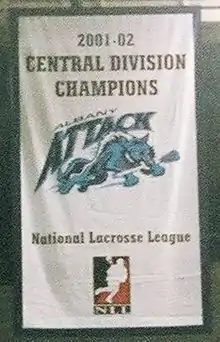 2001-02
CENTRAL DIVISION
CHAMPIONS
ALBANY
ATTACK
National Lacrosse League
NLL